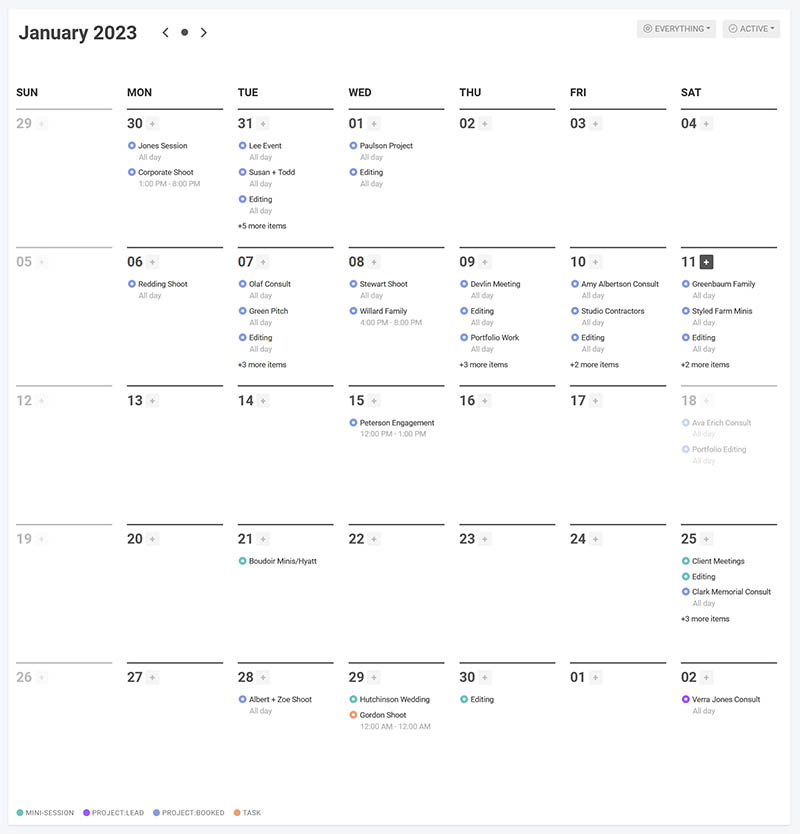 January 2023
EVERYTHING
ACTIVE
SUN MON TUE WED THU FRI SAT
29 + 30 + 31 + 01 + 02 + 03 + 04 +
Jones Session
All day
Corporate Shoot
1:00 PM - 8:00 PM
Lee Event
All day
Susan + Todd
All day
Editing
All day
+5 more items
Paulson Project
All day
Editing
All day
05 + 06 + 07 + 08 + 09 + 10 + 11 +
Redding Shoot
All day
Olaf Consult
All day
Green Pitch
All day
Editing
All day
+3 more items
Stewart Shoot
All day
Willard Family
4:00 PM - 8:00 PM
Devlin Meeting
All day
Editing
All day
Portfolio Work
All day
+3 more items
Amy Albertson Consult
All day
Studio Contractors
All day
Editing
All day
+2 more items
Greenbaum Family
All day
Styled Farm Minis
All day
Editing
All day
+2 more items
12 + 13 + 14 + 15 + 16 + 17 + 18 +
Peterson Engagement
12:00 PM - 1:00 PM
Ava Erich Consult
All day
Portfolio Editing
All day
19 + 20 + 21 + 22 + 23 + 24 + 25 +
Boudoir Minis/Hyatt
Client Meetings
Editing
Clark Memorial Consult
All day
+3 more items
26 + 27 + 28 + 29 + 30 + 01 + 02 +
Albert + Zoe Shoot
All day
Hutchinson Wedding
Gordon Shoot
12:00 AM - 12:00 AM
Editing
Verra Jones Consult
All day
MINI-SESSION PROJECT:LEAD PROJECT:BOOKED TASK